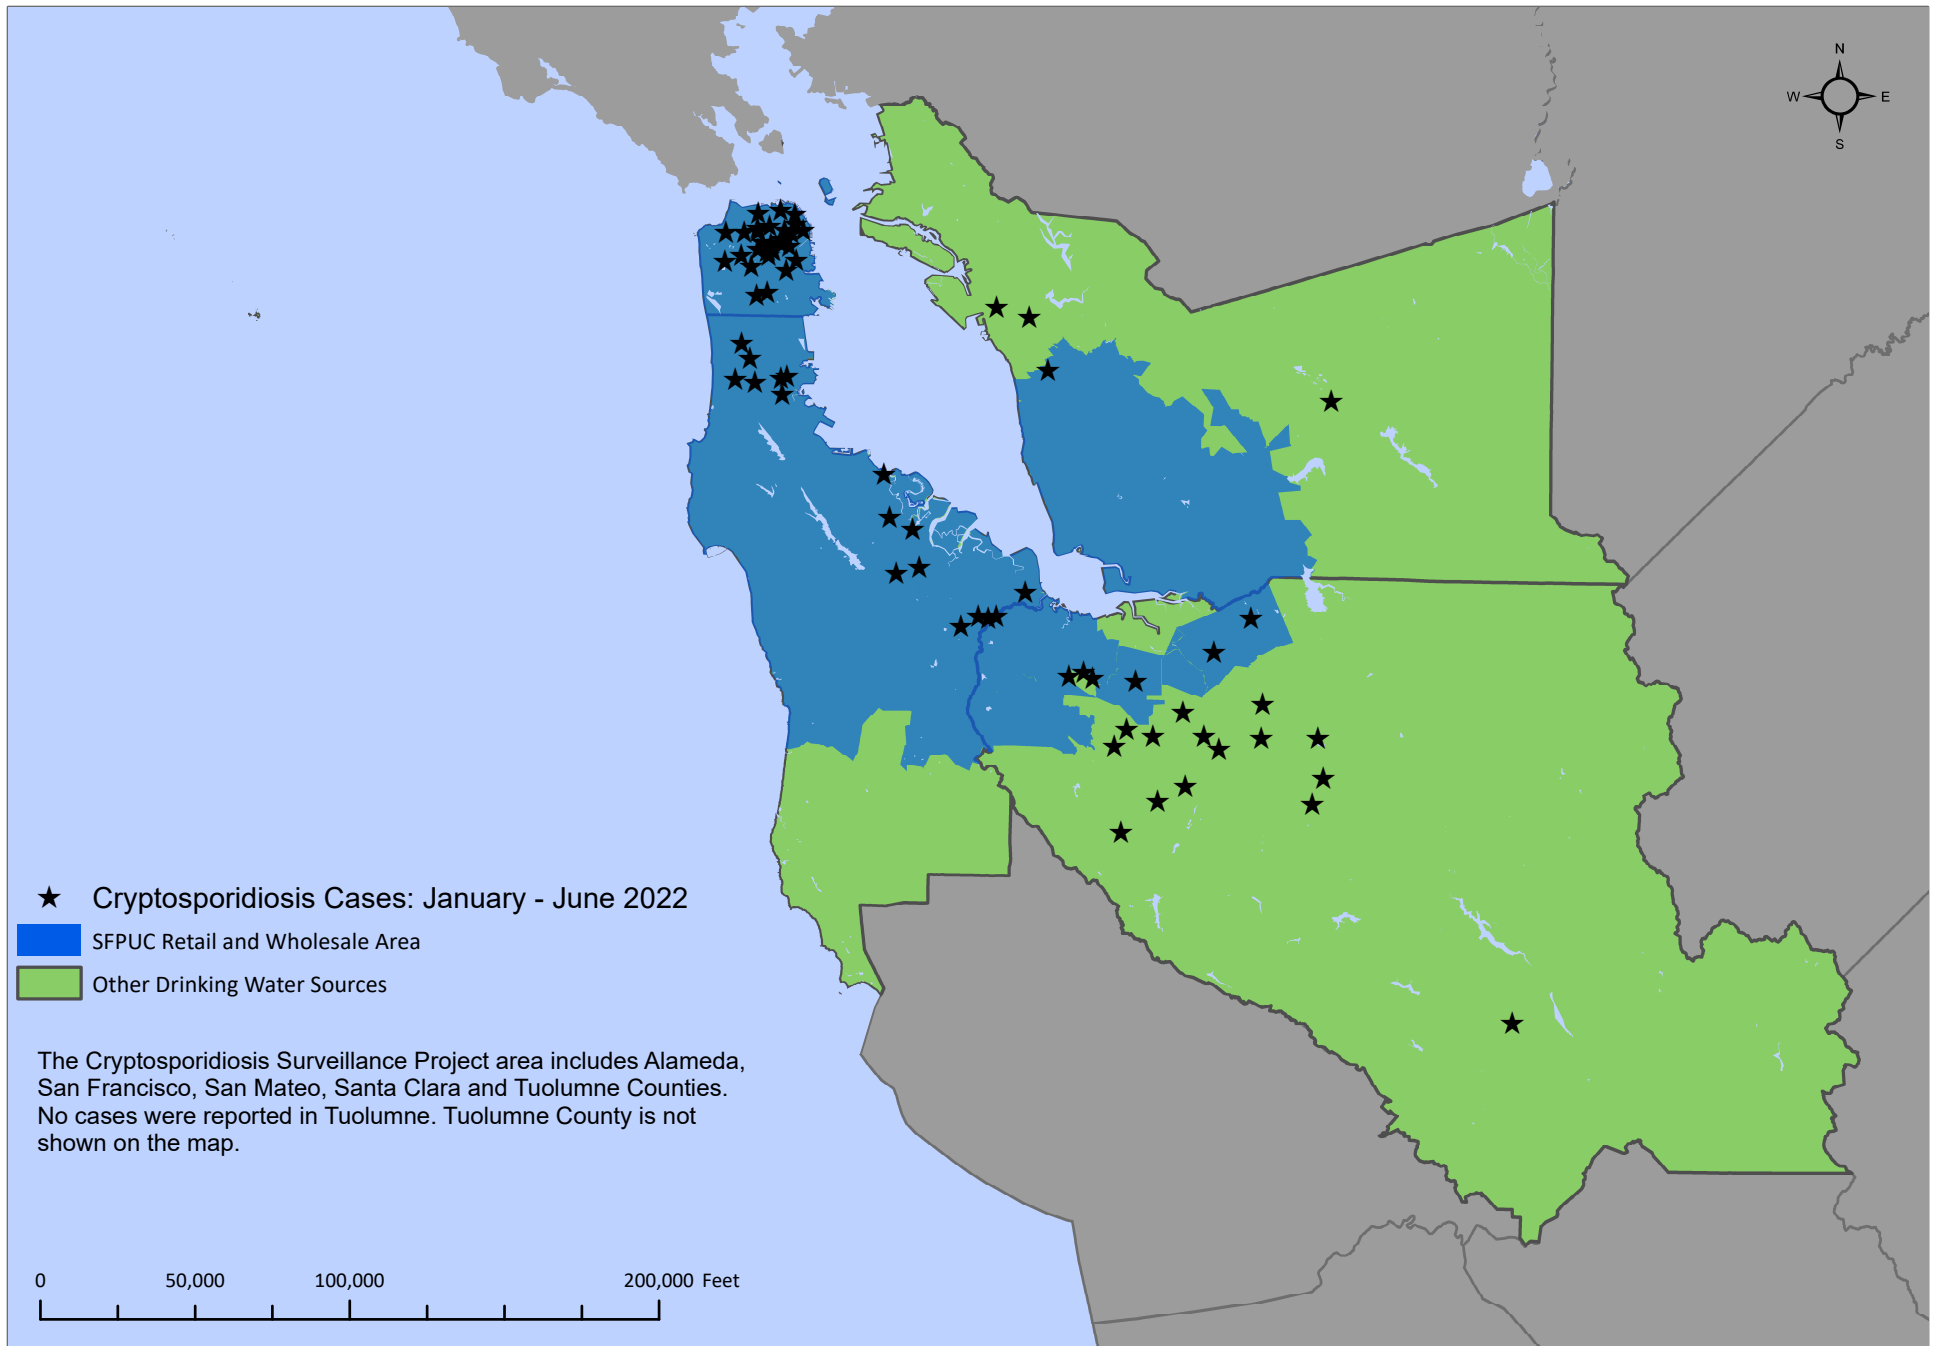 N
W E
S
Cryptosporidiosis Cases: January - June 2022
SFPUC Retail and Wholesale Area
Other Drinking Water Sources
The Cryptosporidiosis Surveillance Project area includes Alameda,
San Francisco, San Mateo, Santa Clara and Tuolumne Counties.
No cases were reported in Tuolumne. Tuolumne County is not
shown on the map.
0 50,000 100,000 200,000 Feet